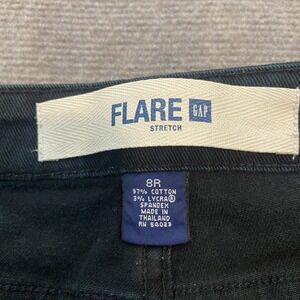 FLARE GAP
STRETCH
8R
97% COTTON
3% LYCRA®
SPANDEX
MADE IN
THAILAND
RN 54023